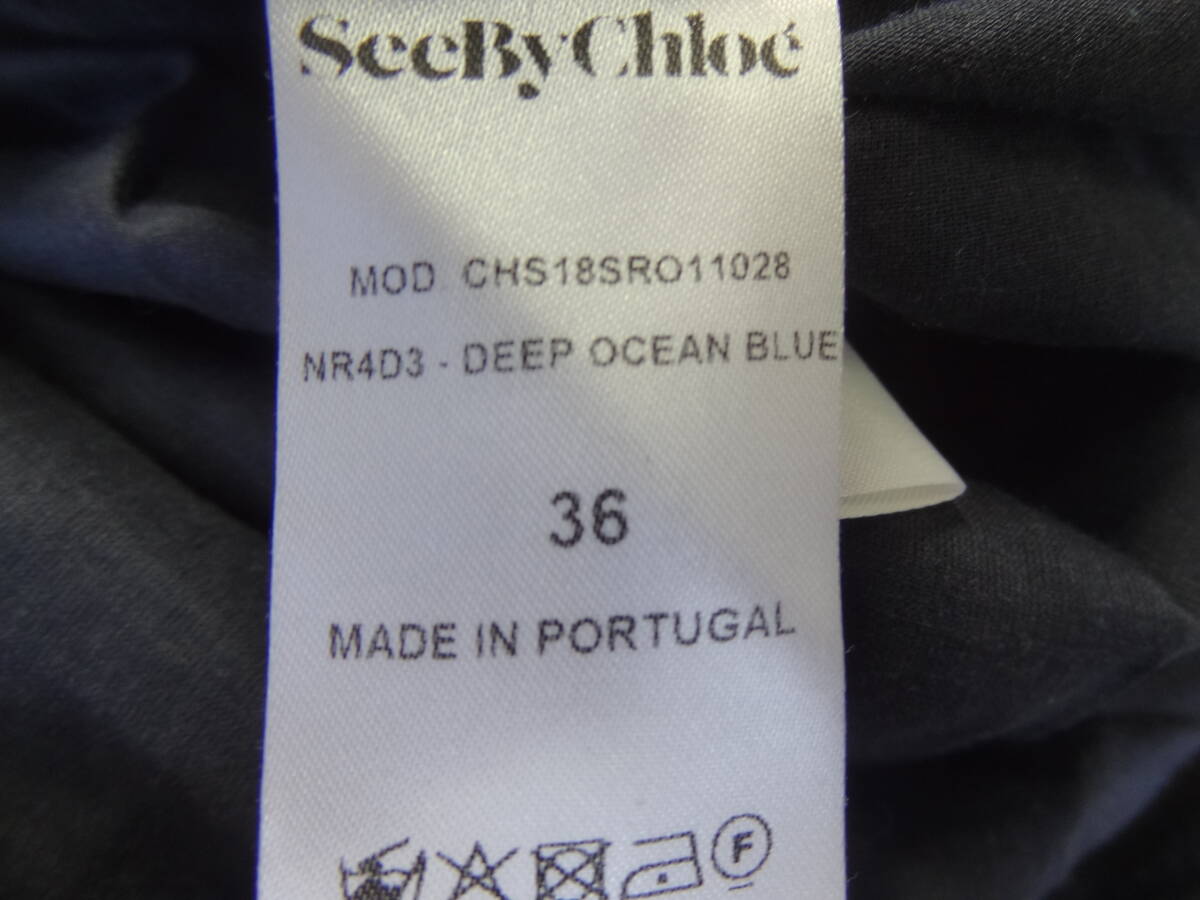 SeeByChloé
MOD CHS18SRO11028
NR4D3 - DEEP OCEAN BLUE
36
MADE IN PORTUGAL
F